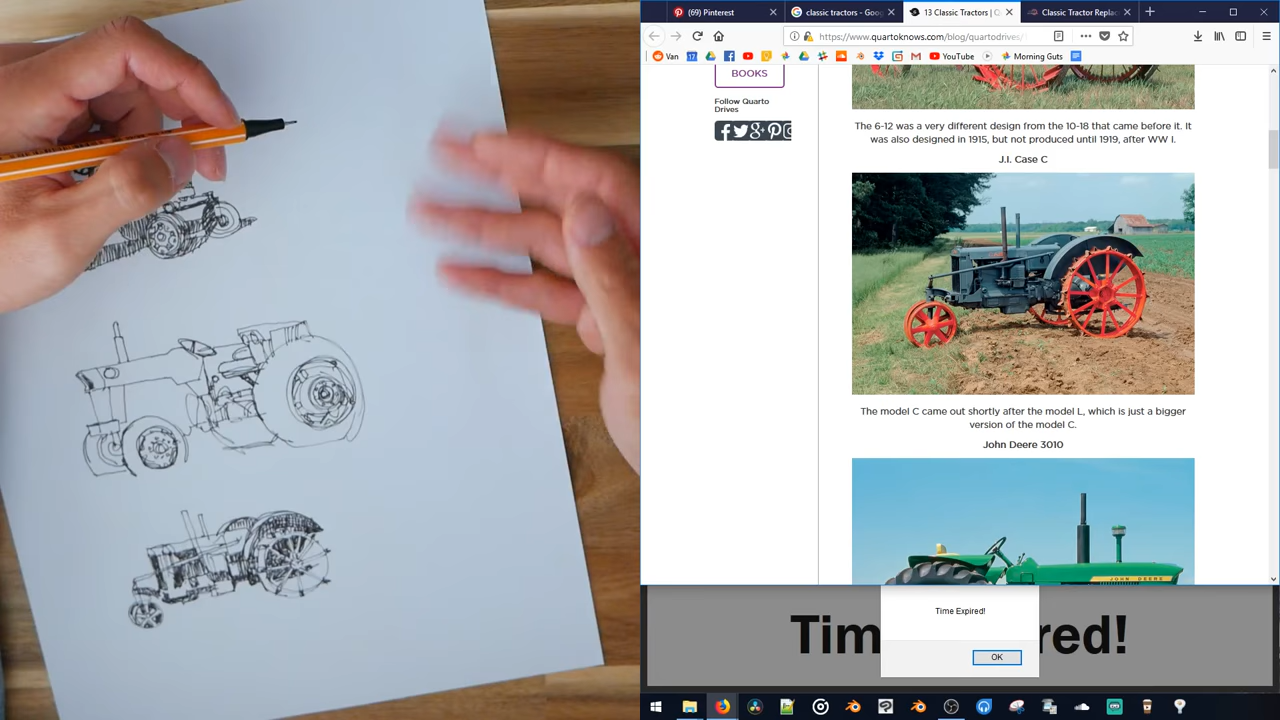 (69) Pinterest
classic tractors - Goog
13 Classic Tractors | Q
Classic Tractor Replac
https://www.quartoknows.com/blog/quartodrives/
Van
17
YouTube
Morning Guts
BOOKS
Follow Quarto
Drives
The 6-12 was a very different design from the 10-18 that came before it. It
was also designed in 1915, but not produced until 1919, after WW I.
J.I. Case C
The model C came out shortly after the model L, which is just a bigger
version of the model C.
John Deere 3010
JOHN DEERE
Time Expired!
OK